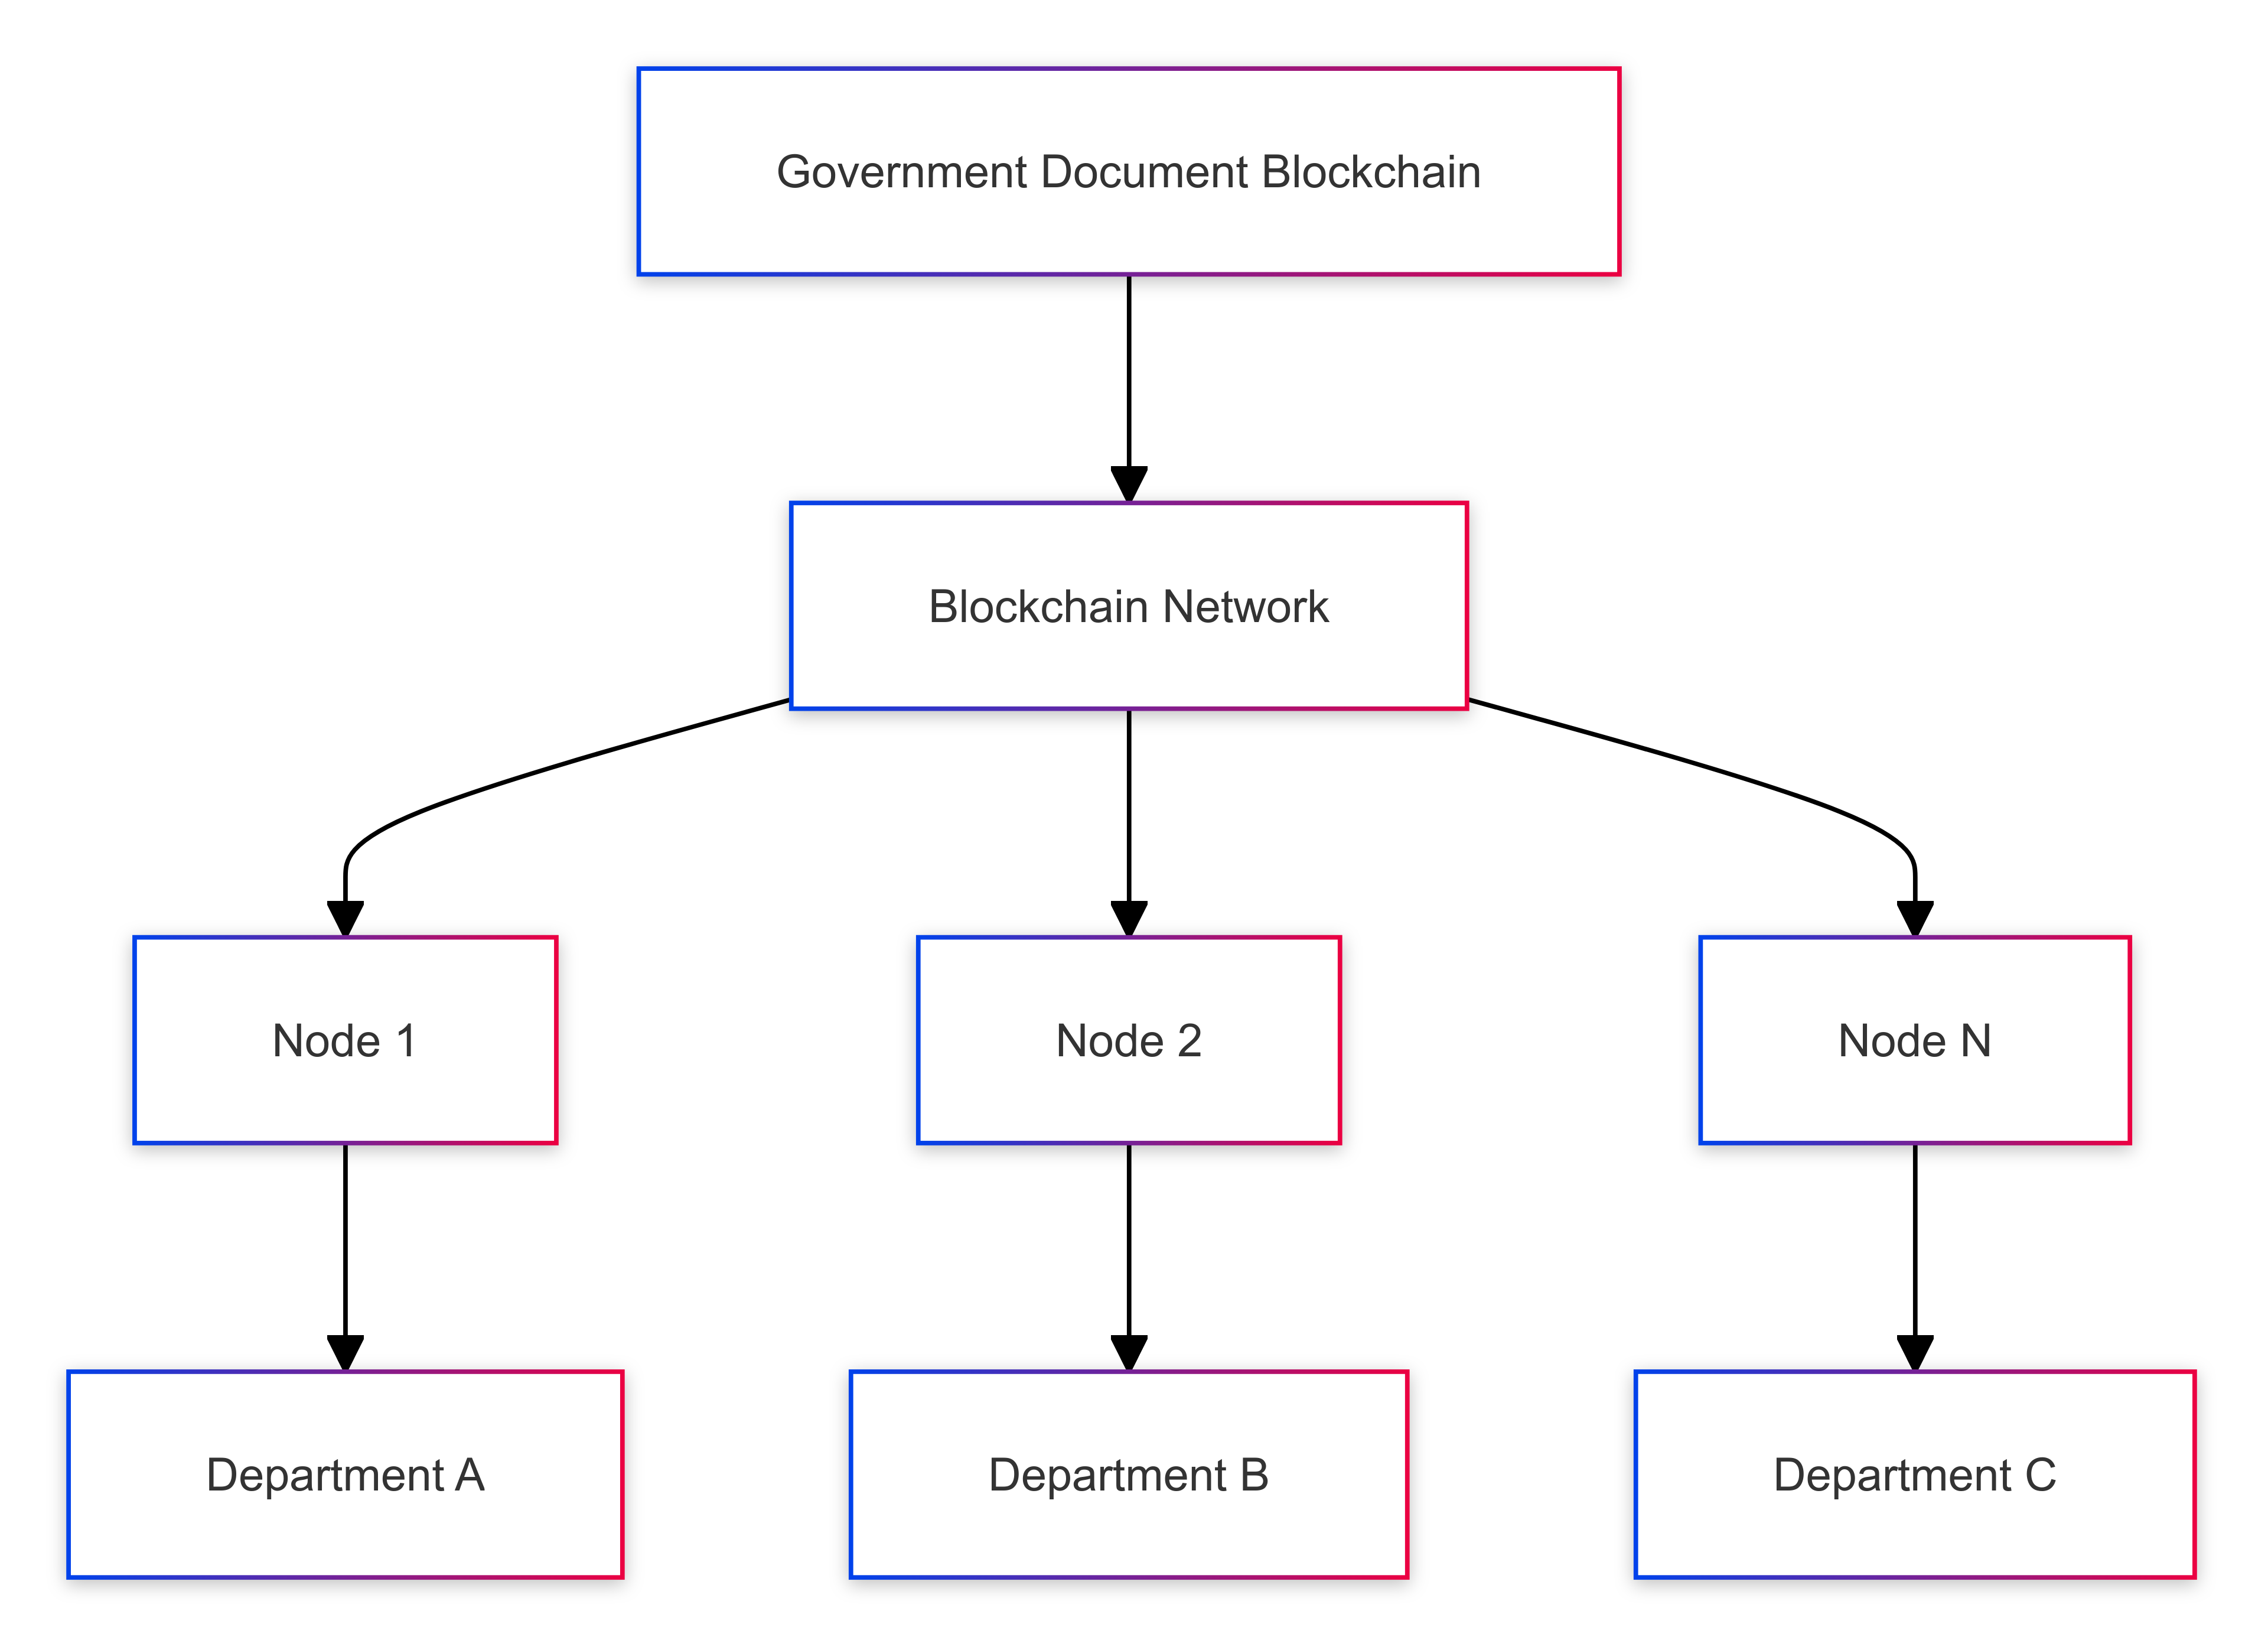 Government Document Blockchain
Blockchain Network
Node 1
Node 2
Node N
Department A
Department B
Department C